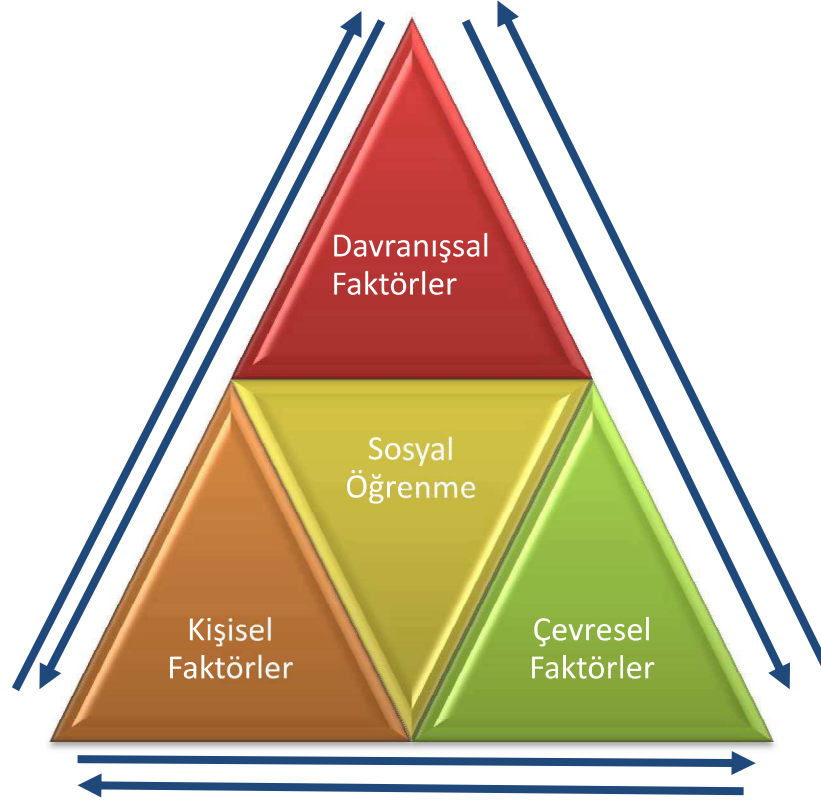 Davranışsal
Faktörler
Sosyal
Öğrenme
Kişisel
Faktörler
Çevresel
Faktörler